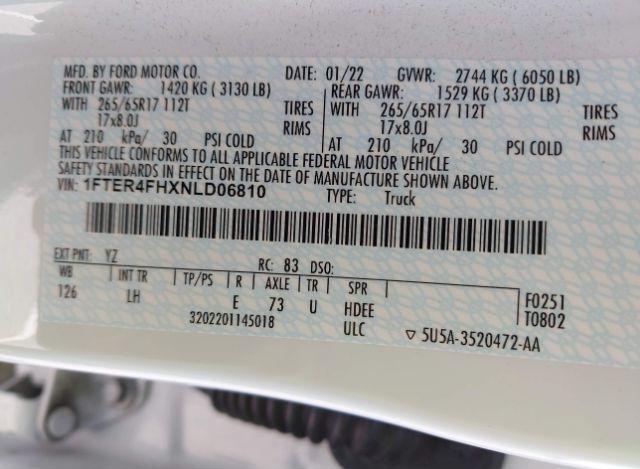 MFD. BY FORD MOTOR CO. DATE: 01/22 GVWR: 2744 KG ( 6050 LB)
FRONT GAWR: 1420 KG ( 3130 LB) REAR GAWR: 1529 KG ( 3370 LB)
WITH 265/65R17 112T TIRES WITH 265/65R17 112T TIRES
17x8.0J RIMS 17x8.0J RIMS
AT 210 kPa/ 30 PSI COLD AT 210 kPa/ 30 PSI COLD
THIS VEHICLE CONFORMS TO ALL APPLICABLE FEDERAL MOTOR VEHICLE
SAFETY STANDARDS IN EFFECT ON THE DATE OF MANUFACTURE SHOWN ABOVE.
VIN: 1FTER4FHXNLD06810 TYPE: Truck
EXT PNT: YZ RC: 83 DSO:
WB INT TR TP/PS R AXLE TR SPR
126 LH E 73 U HDEE F0251
3202201145018 ULC T0802
▽ 5U5A-3520472-AA